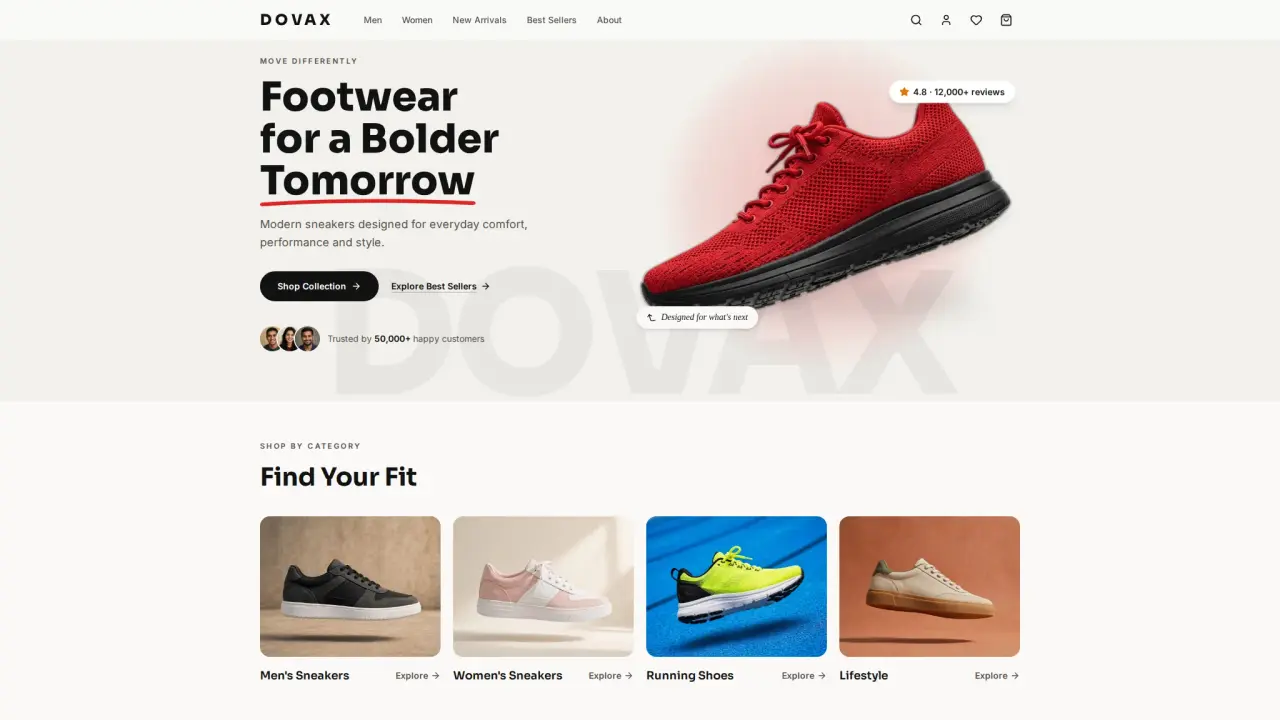 DOVAX
Men
Women
New Arrivals
Best Sellers
About
MOVE DIFFERENTLY
Footwear
for a Bolder
Tomorrow
Modern sneakers designed for everyday comfort,
performance and style.
Shop Collection →
Explore Best Sellers →
Trusted by 50,000+ happy customers
4.8 · 12,000+ reviews
Designed for what's next
DOVAX
SHOP BY CATEGORY
Find Your Fit
Men's Sneakers
Explore →
Women's Sneakers
Explore →
Running Shoes
Explore →
Lifestyle
Explore →